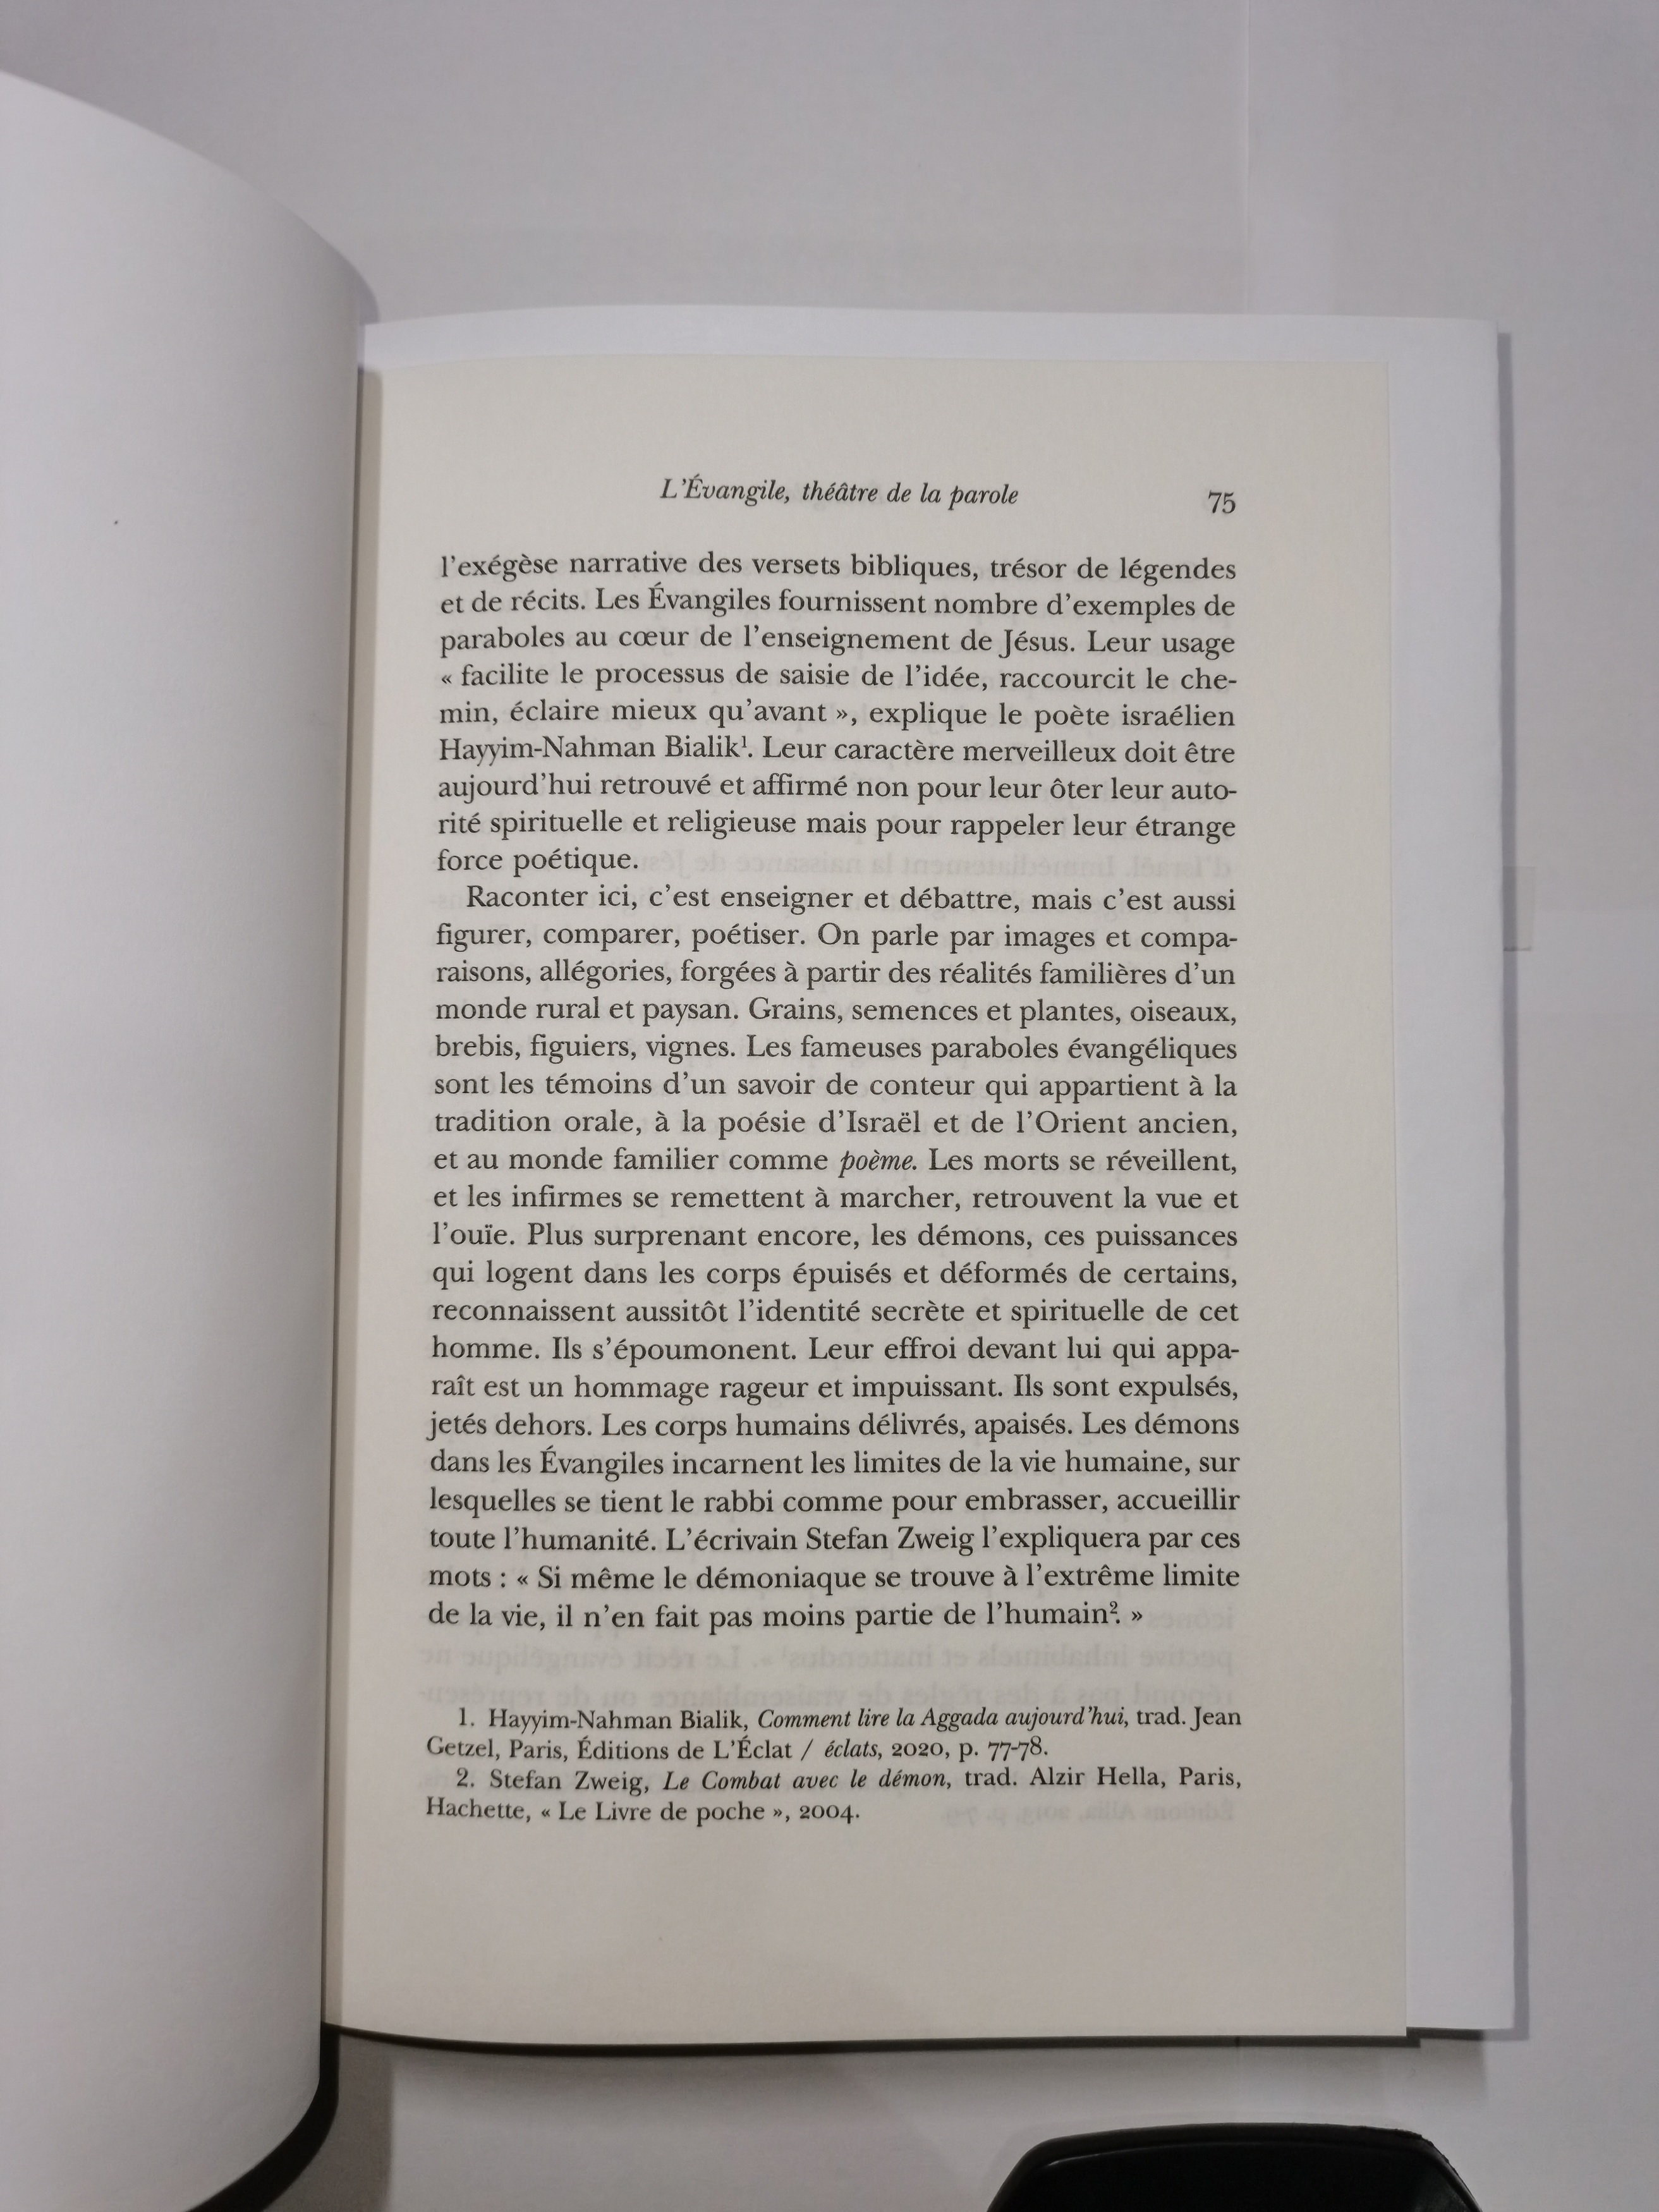 L'Évangile, théâtre de la parole 75
l'exégèse narrative des versets bibliques, trésor de légendes
et de récits. Les Évangiles fournissent nombre d'exemples de
paraboles au cœur de l'enseignement de Jésus. Leur usage
« facilite le processus de saisie de l'idée, raccourcit le che-
min, éclaire mieux qu'avant », explique le poète israélien
Hayyim-Nahman Bialik¹. Leur caractère merveilleux doit être
aujourd'hui retrouvé et affirmé non pour leur ôter leur auto-
rité spirituelle et religieuse mais pour rappeler leur étrange
force poétique.
Raconter ici, c'est enseigner et débattre, mais c'est aussi
figurer, comparer, poétiser. On parle par images et compa-
raisons, allégories, forgées à partir des réalités familières d'un
monde rural et paysan. Grains, semences et plantes, oiseaux,
brebis, figuiers, vignes. Les fameuses paraboles évangéliques
sont les témoins d'un savoir de conteur qui appartient à la
tradition orale, à la poésie d'Israël et de l'Orient ancien,
et au monde familier comme poème. Les morts se réveillent,
et les infirmes se remettent à marcher, retrouvent la vue et
l'ouïe. Plus surprenant encore, les démons, ces puissances
qui logent dans les corps épuisés et déformés de certains,
reconnaissent aussitôt l'identité secrète et spirituelle de cet
homme. Ils s'époumonent. Leur effroi devant lui qui appa-
raît est un hommage rageur et impuissant. Ils sont expulsés,
jetés dehors. Les corps humains délivrés, apaisés. Les démons
dans les Évangiles incarnent les limites de la vie humaine, sur
lesquelles se tient le rabbi comme pour embrasser, accueillir
toute l'humanité. L'écrivain Stefan Zweig l'expliquera par ces
mots : « Si même le démoniaque se trouve à l'extrême limite
de la vie, il n'en fait pas moins partie de l'humain². »
1. Hayyim-Nahman Bialik, Comment lire la Aggada aujourd'hui, trad. Jean
Getzel, Paris, Éditions de L'Éclat / éclats, 2020, p. 77-78.
2. Stefan Zweig, Le Combat avec le démon, trad. Alzir Hella, Paris,
Hachette, « Le Livre de poche », 2004.